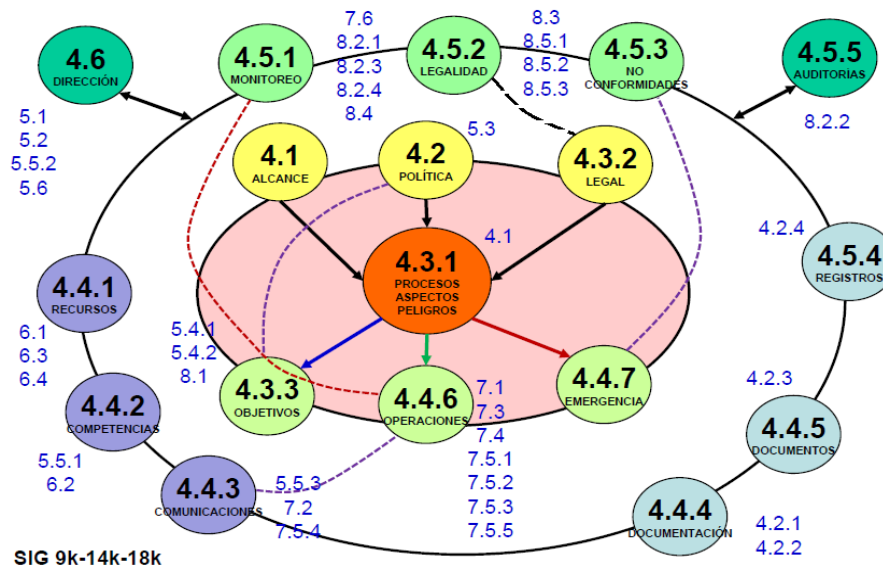 4.6
DIRECCIÓN
5.1
5.2
5.5.2
5.6
4.5.1
MONITOREO
7.6
8.2.1
8.2.3
8.2.4
8.4
4.5.2
LEGALIDAD
8.3
8.5.1
8.5.2
8.5.3
4.5.3
NO
CONFORMIDADES
4.5.5
AUDITORÍAS
8.2.2
4.1
ALCANCE
4.2
POLÍTICA
5.3
4.3.2
LEGAL
4.3.1
PROCESOS
ASPECTOS
PELIGROS
4.1
4.2.4
4.5.4
REGISTROS
4.4.1
RECURSOS
6.1
6.3
6.4
5.4.1
5.4.2
8.1
4.3.3
OBJETIVOS
4.4.6
OPERACIONES
7.1
7.3
7.4
7.5.1
7.5.2
7.5.3
7.5.5
4.4.7
EMERGENCIA
4.2.3
4.4.5
DOCUMENTOS
4.4.2
COMPETENCIAS
5.5.1
6.2
4.4.3
COMUNICACIONES
5.5.3
7.2
7.5.4
4.4.4
DOCUMENTACIÓN
4.2.1
4.2.2
SIG 9k-14k-18k